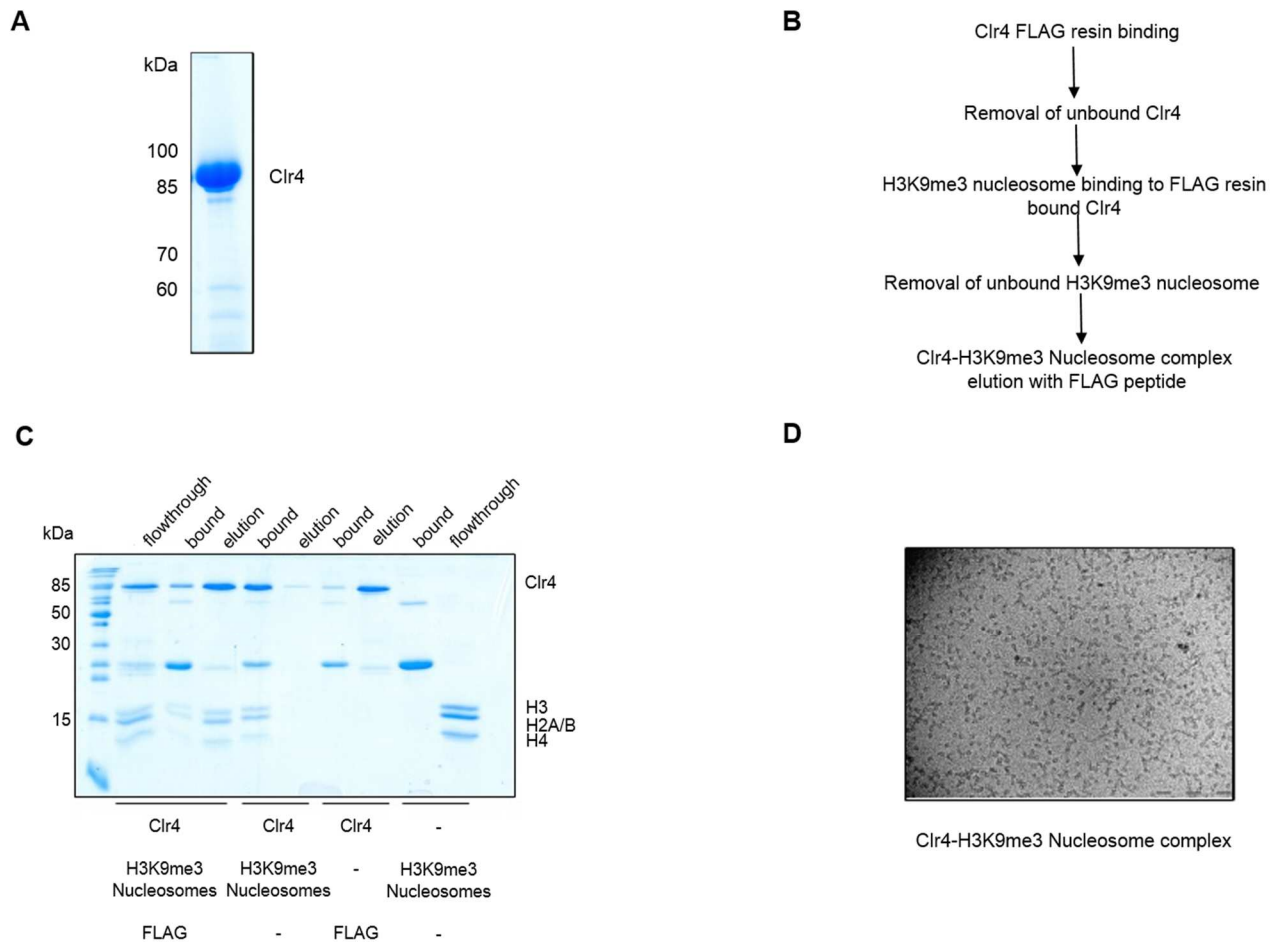 A
kDa
100
85
70
60
Clr4
B
Clr4 FLAG resin binding
Removal of unbound Clr4
H3K9me3 nucleosome binding to FLAG resin
bound Clr4
Removal of unbound H3K9me3 nucleosome
Clr4-H3K9me3 Nucleosome complex
elution with FLAG peptide
C
kDa
flowthrough
bound
elution
bound
elution
bound
elution
bound
flowthrough
85
50
30
15
Clr4
H3
H2A/B
H4
Clr4 Clr4 Clr4 -
H3K9me3 H3K9me3 - H3K9me3
Nucleosomes Nucleosomes Nucleosomes
FLAG - FLAG -
D
Clr4-H3K9me3 Nucleosome complex